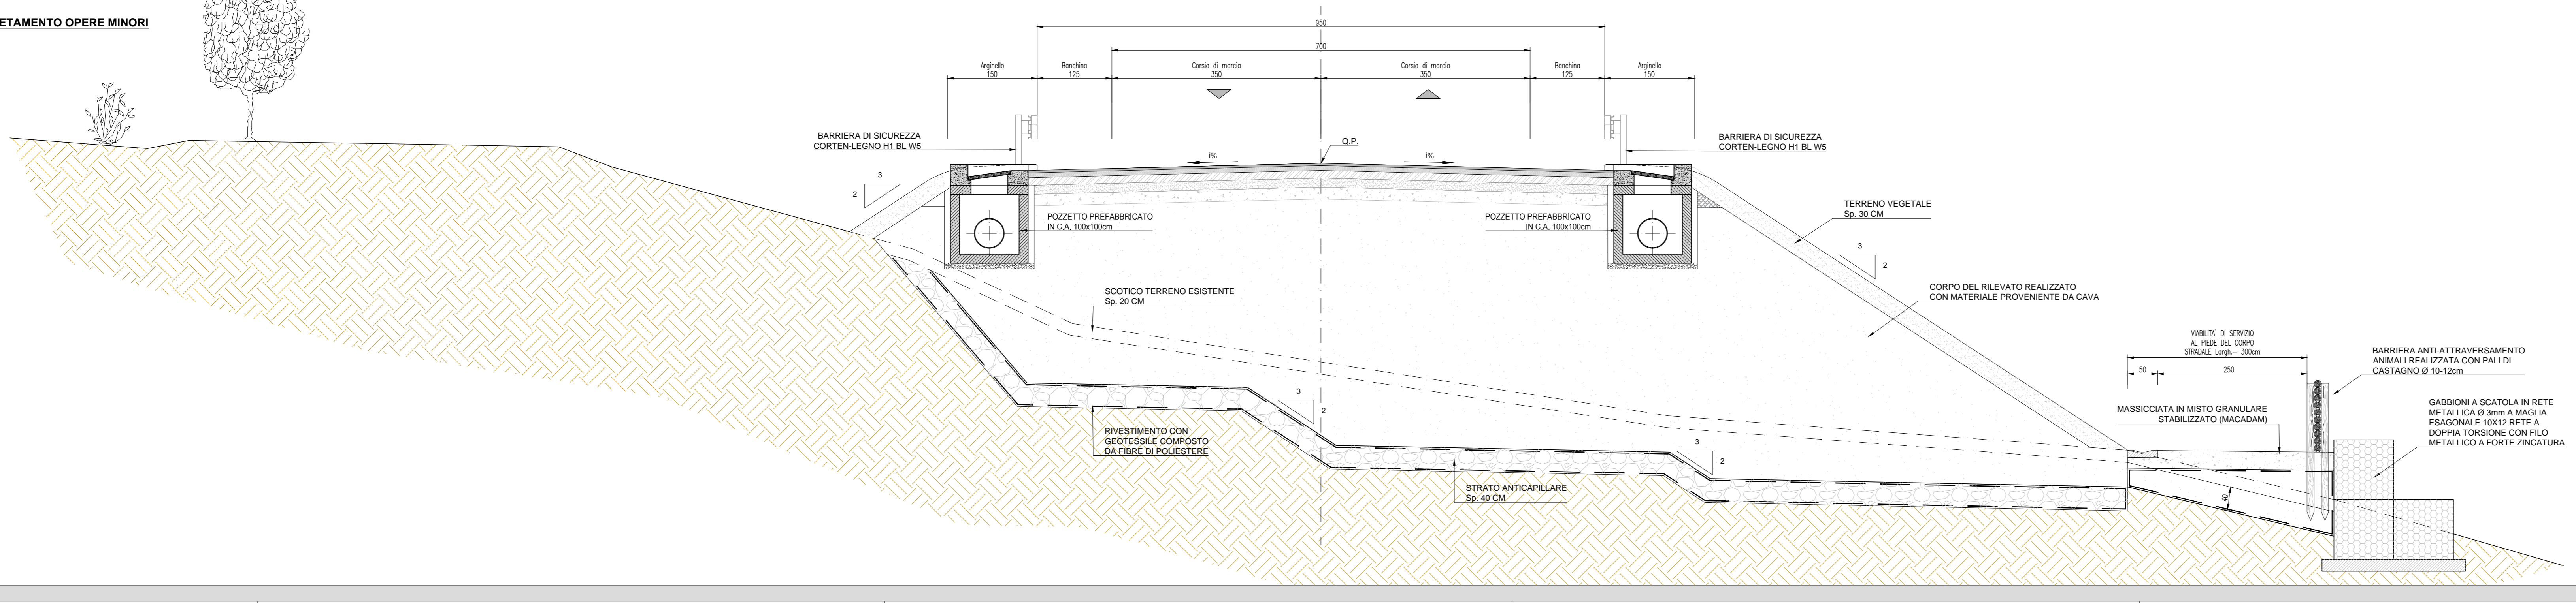 ETAMENTO OPERE MINORI
950
700
Arginello
150
Banchina
125
Corsia di marcia
350
Corsia di marcia
350
Banchina
125
Arginello
150
BARRIERA DI SICUREZZA
CORTEN-LEGNO H1 BL W5
Q.P.
BARRIERA DI SICUREZZA
CORTEN-LEGNO H1 BL W5
i%
i%
3
2
POZZETTO PREFABBRICATO
IN C.A. 100x100cm
POZZETTO PREFABBRICATO
IN C.A. 100x100cm
TERRENO VEGETALE
Sp. 30 CM
3
2
SCOTICO TERRENO ESISTENTE
Sp. 20 CM
CORPO DEL RILEVATO REALIZZATO
CON MATERIALE PROVENIENTE DA CAVA
VIABILITA' DI SERVIZIO
AL PIEDE DEL CORPO
STRADALE Largh.= 300cm
50
250
BARRIERA ANTI-ATTRAVERSAMENTO
ANIMALI REALIZZATA CON PALI DI
CASTAGNO Ø 10-12cm
MASSICCIATA IN MISTO GRANULARE
STABILIZZATO (MACADAM)
GABBIONI A SCATOLA IN RETE
METALLICA Ø 3mm A MAGLIA
ESAGONALE 10X12 RETE A
DOPPIA TORSIONE CON FILO
METALLICO A FORTE ZINCATURA
3
2
RIVESTIMENTO CON
GEOTESSILE COMPOSTO
DA FIBRE DI POLIESTERE
3
2
STRATO ANTICAPILLARE
Sp. 40 CM
40